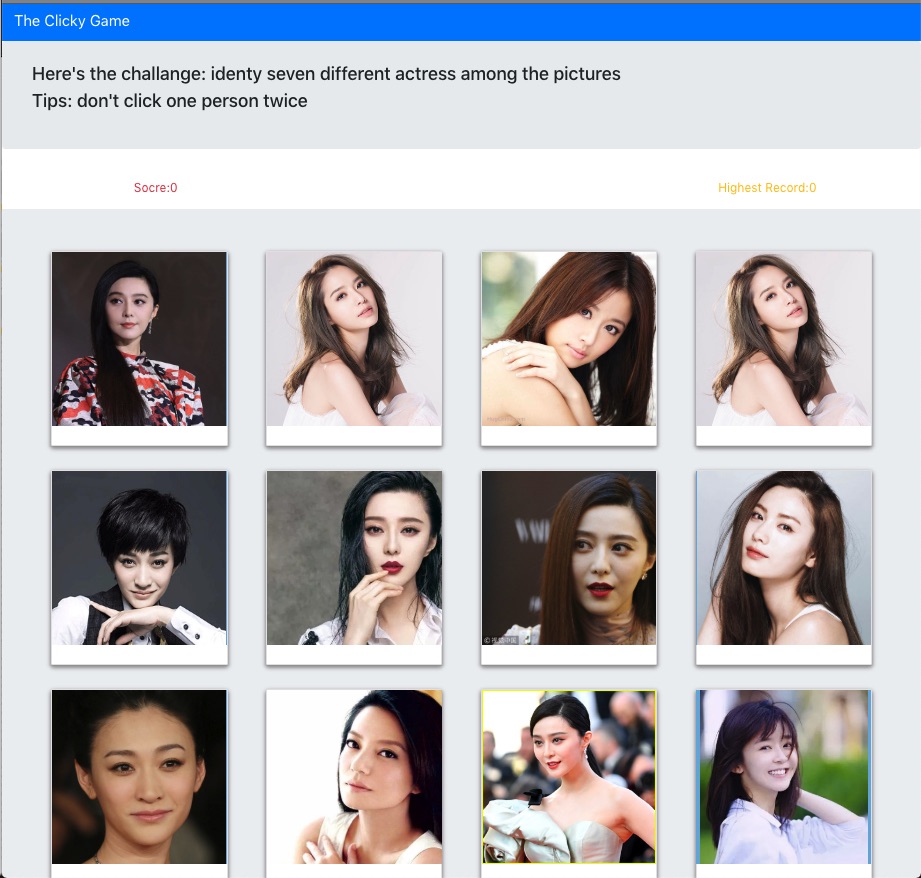 The Clicky Game
Here's the challange: identy seven different actress among the pictures
Tips: don't click one person twice
Socre:0
Highest Record:0